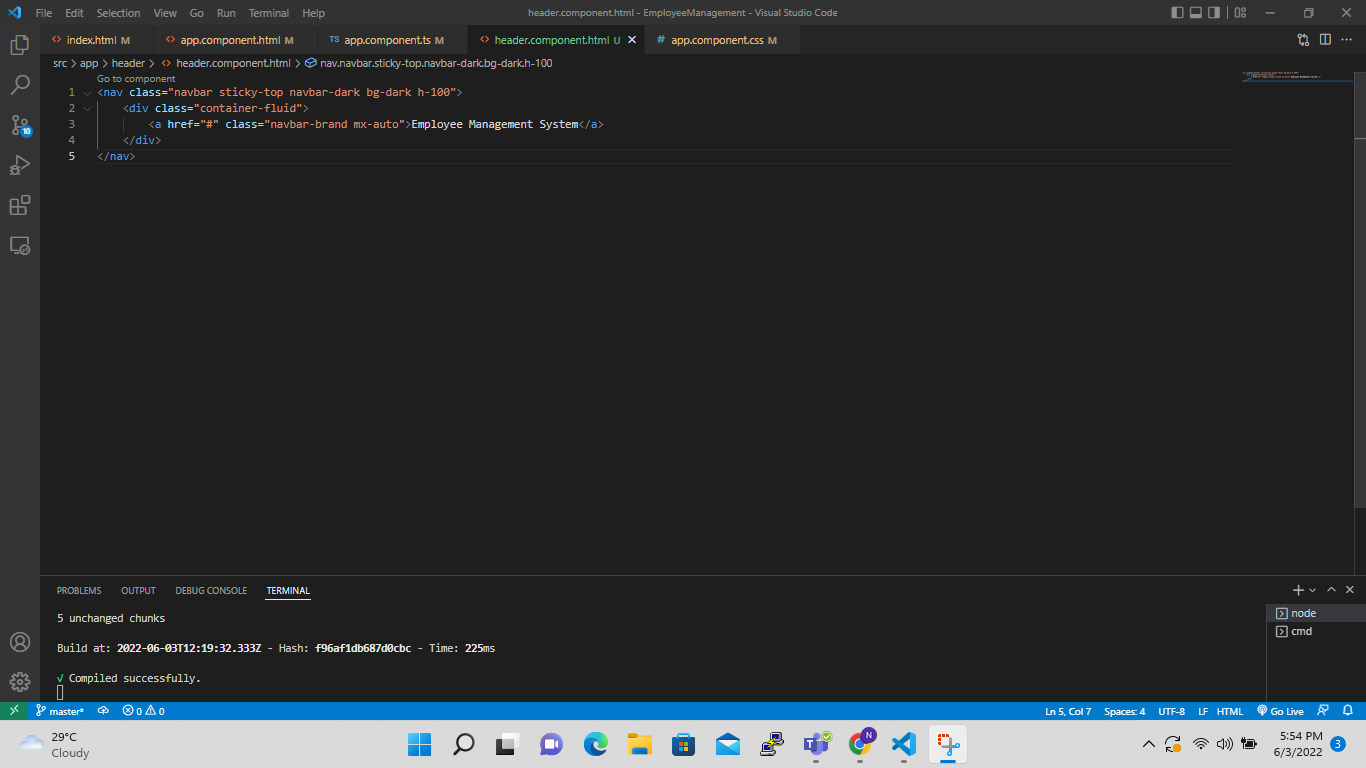 File Edit Selection View Go Run Terminal Help header.component.html - EmployeeManagement - Visual Studio Code
index.html M app.component.html M TS app.component.ts M header.component.html U # app.component.css M
src > app > header > header.component.html > nav.navbar.sticky-top.navbar-dark.bg-dark.h-100
Go to component
1 <nav class="navbar sticky-top navbar-dark bg-dark h-100">
2 <div class="container-fluid">
3 <a href="#" class="navbar-brand mx-auto">Employee Management System</a>
4 </div>
5 </nav>
10
PROBLEMS OUTPUT DEBUG CONSOLE TERMINAL
5 unchanged chunks
node
cmd
Build at: 2022-06-03T12:19:32.333Z - Hash: f96af1db687d0cbc - Time: 225ms
√ Compiled successfully.
master* 0 0 Ln 5, Col 7 Spaces: 4 UTF-8 LF HTML Go Live
29°C
Cloudy
N
5:54 PM
6/3/2022 3